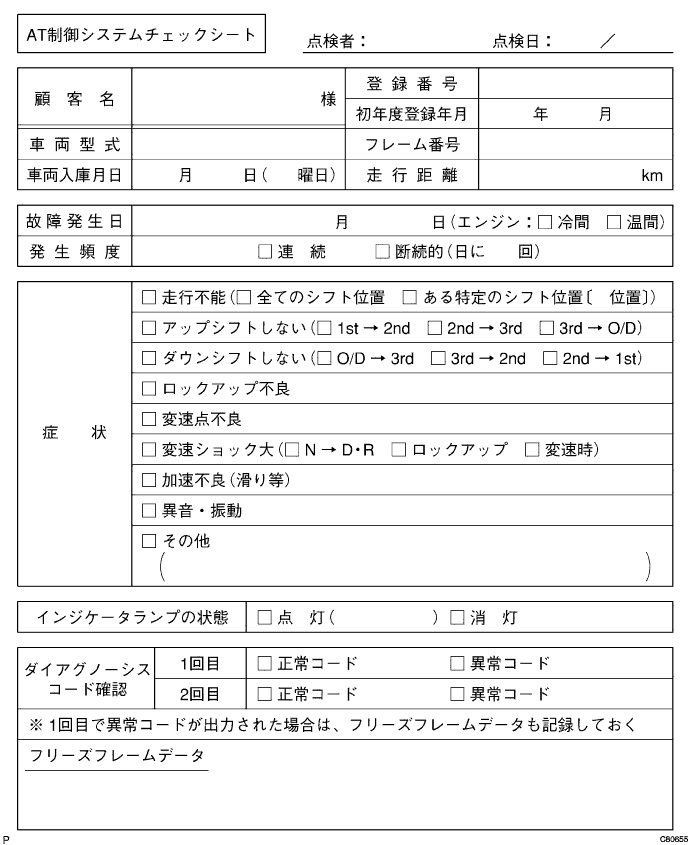 AT制御システムチェックシート
点検者：　点検日：　／
顧客名　様　登録番号
初年度登録年月　年　月
車両型式　フレーム番号
車両入庫月日　月　日(　曜日)　走行距離　km
故障発生日　月　日(エンジン：□ 冷間　□ 温間)
発生頻度　□ 連　続　□ 断続的(日に　回)
症　状
□ 走行不能(□ 全てのシフト位置　□ ある特定のシフト位置〔　位置〕)
□ アップシフトしない(□ 1st → 2nd　□ 2nd → 3rd　□ 3rd → O/D)
□ ダウンシフトしない(□ O/D → 3rd　□ 3rd → 2nd　□ 2nd → 1st)
□ ロックアップ不良
□ 変速点不良
□ 変速ショック大(□ N → D・R　□ ロックアップ　□ 変速時)
□ 加速不良(滑り等)
□ 異音・振動
□ その他
(　)
インジケータランプの状態　□ 点　灯(　)　□ 消　灯
ダイアグノーシス
コード確認
1回目　□ 正常コード　□ 異常コード
2回目　□ 正常コード　□ 異常コード
※ 1回目で異常コードが出力された場合は、フリーズフレームデータも記録しておく
フリーズフレームデータ
P　C80655